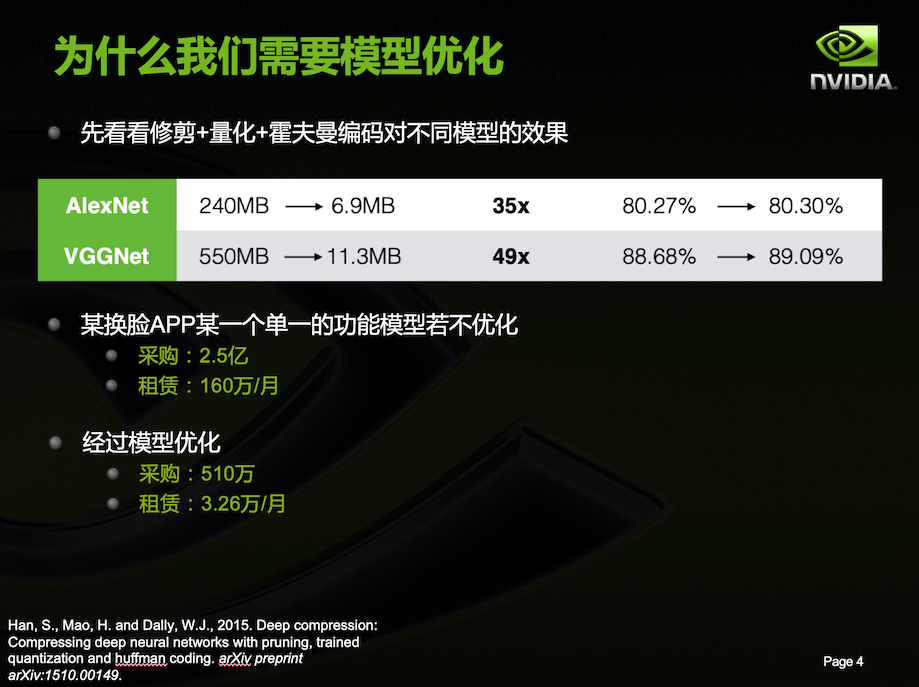 为什么我们需要模型优化
NVIDIA.
先看看修剪+量化+霍夫曼编码对不同模型的效果
AlexNet 240MB → 6.9MB 35x 80.27% → 80.30%
VGGNet 550MB → 11.3MB 49x 88.68% → 89.09%
某换脸APP某一个单一的功能模型若不优化
采购：2.5亿
租赁：160万/月
经过模型优化
采购：510万
租赁：3.26万/月
Han, S., Mao, H. and Dally, W.J., 2015. Deep compression:
Compressing deep neural networks with pruning, trained
quantization and huffman coding. arXiv preprint
arXiv:1510.00149.
Page 4